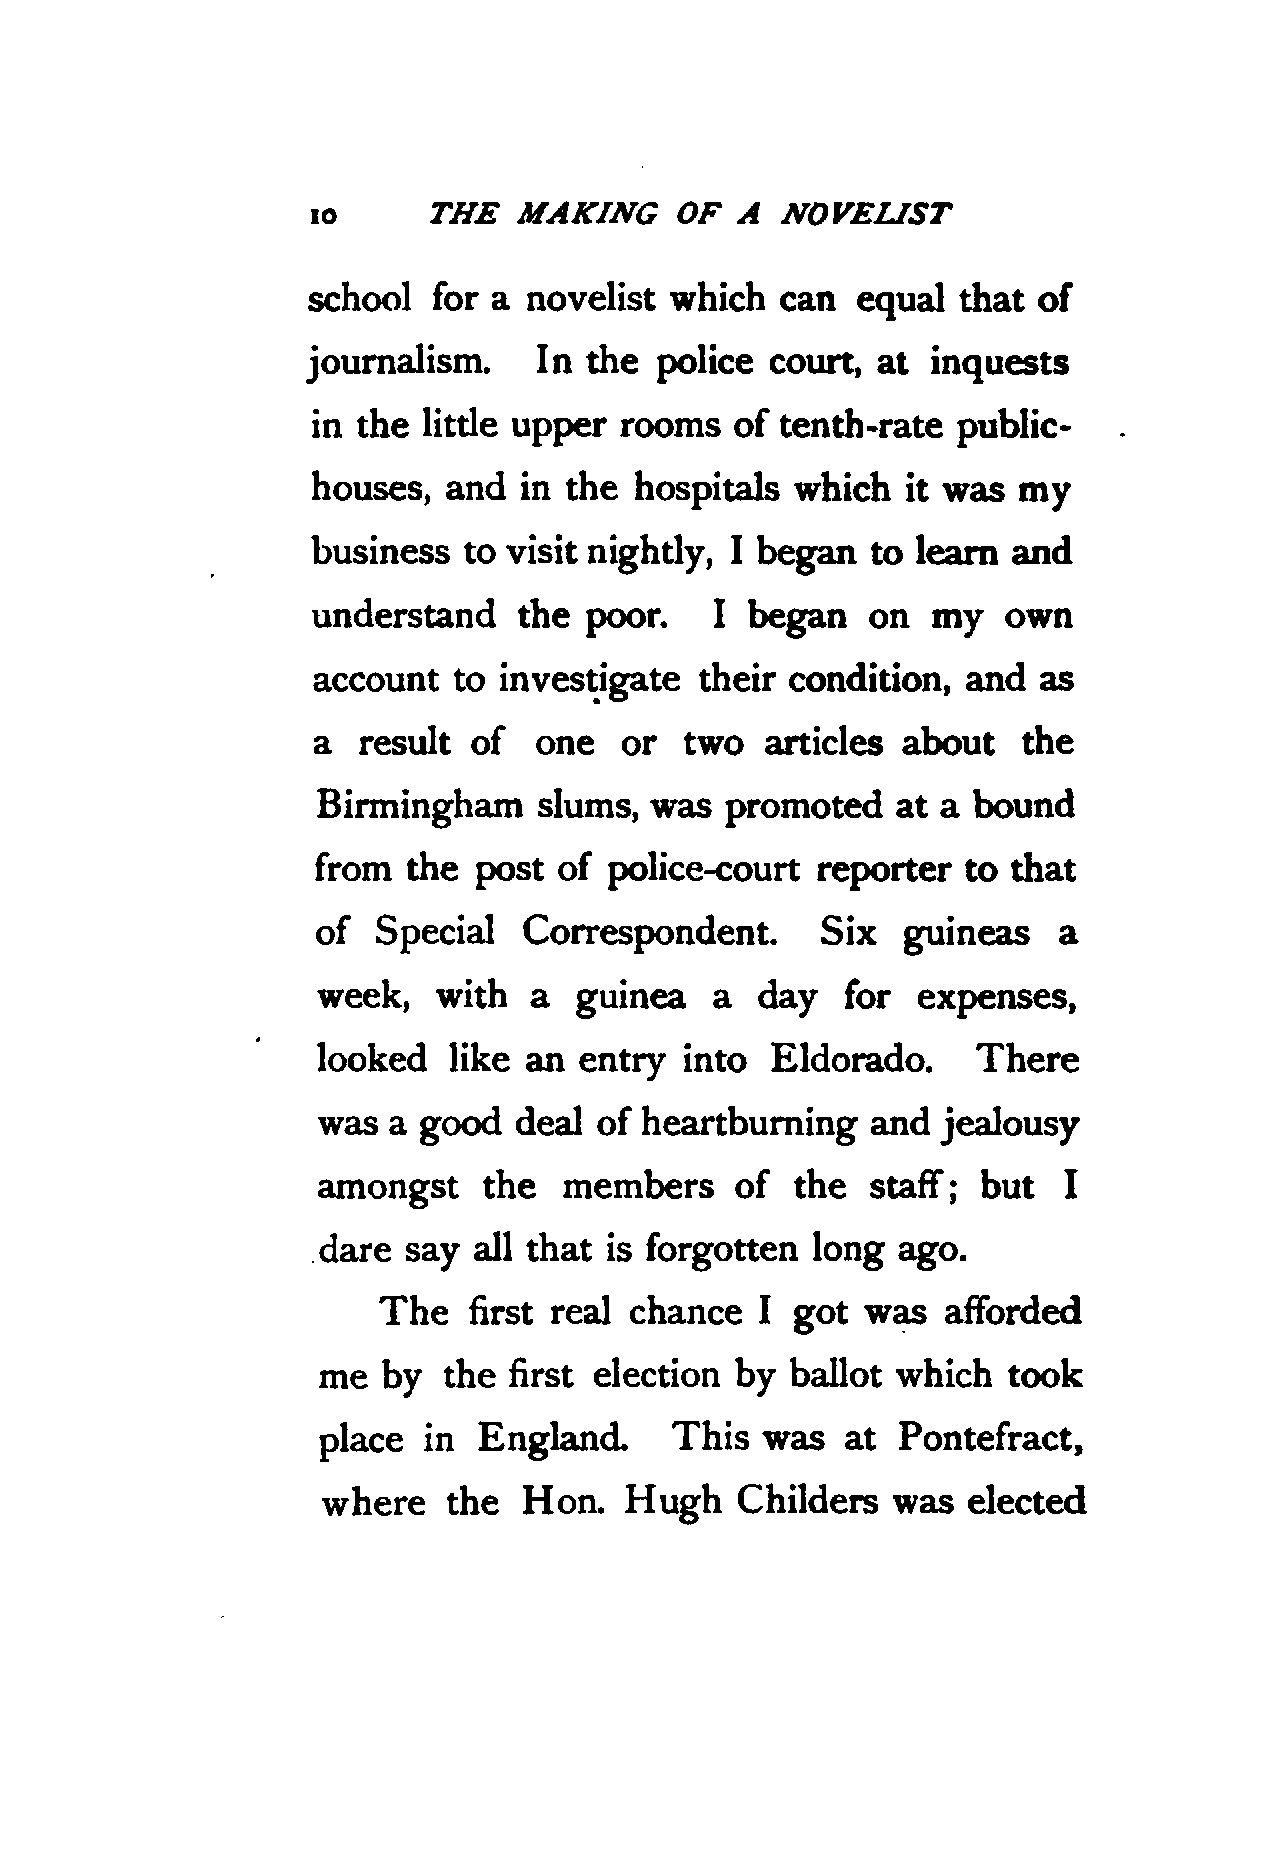 10 THE MAKING OF A NOVELIST
school for a novelist which can equal that of
journalism. In the police court, at inquests
in the little upper rooms of tenth-rate public-
houses, and in the hospitals which it was my
business to visit nightly, I began to learn and
understand the poor. I began on my own
account to investigate their condition, and as
a result of one or two articles about the
Birmingham slums, was promoted at a bound
from the post of police-court reporter to that
of Special Correspondent. Six guineas a
week, with a guinea a day for expenses,
looked like an entry into Eldorado. There
was a good deal of heartburning and jealousy
amongst the members of the staff; but I
dare say all that is forgotten long ago.
The first real chance I got was afforded
me by the first election by ballot which took
place in England. This was at Pontefract,
where the Hon. Hugh Childers was elected